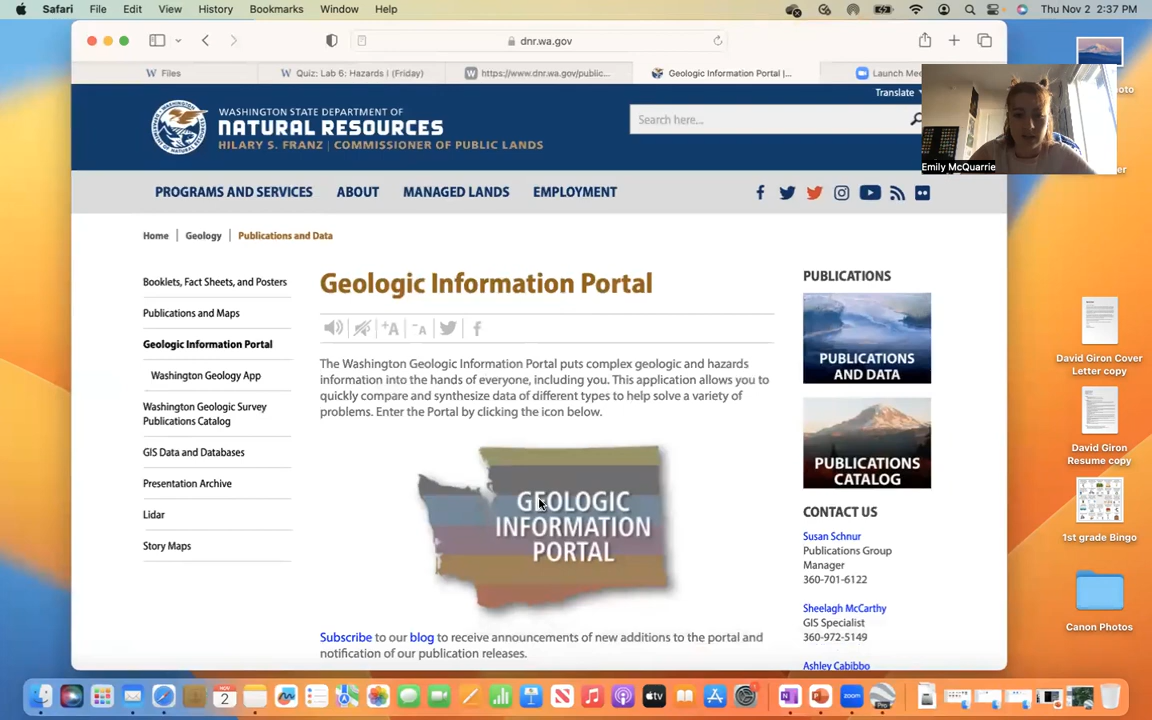 Safari File Edit View History Bookmarks Window Help Thu Nov 2 2:37 PM
dnr.wa.gov
Files Quiz: Lab 6: Hazards I (Friday) https://www.dnr.wa.gov/public... Geologic Information Portal |... Launch Mee
Translate
WASHINGTON STATE DEPARTMENT OF
NATURAL RESOURCES
HILARY S. FRANZ | COMMISSIONER OF PUBLIC LANDS
Search here...
Emily McQuarrie
PROGRAMS AND SERVICES ABOUT MANAGED LANDS EMPLOYMENT
Home | Geology | Publications and Data
Booklets, Fact Sheets, and Posters
Publications and Maps
Geologic Information Portal
Washington Geology App
Washington Geologic Survey
Publications Catalog
GIS Data and Databases
Presentation Archive
Lidar
Story Maps
Geologic Information Portal
+A -A
The Washington Geologic Information Portal puts complex geologic and hazards
information into the hands of everyone, including you. This application allows you to
quickly compare and synthesize data of different types to help solve a variety of
problems. Enter the Portal by clicking the icon below.
GEOLOGIC
INFORMATION
PORTAL
Subscribe to our blog to receive announcements of new additions to the portal and
notification of our publication releases.
PUBLICATIONS
PUBLICATIONS
AND DATA
PUBLICATIONS
CATALOG
CONTACT US
Susan Schnur
Publications Group
Manager
360-701-6122
Sheelagh McCarthy
GIS Specialist
360-972-5149
Ashley Cabibbo
oto
er
David Giron Cover
Letter copy
David Giron
Resume copy
1st grade Bingo
Canon Photos
NOV
2
tv
N
P
zoom
Pro